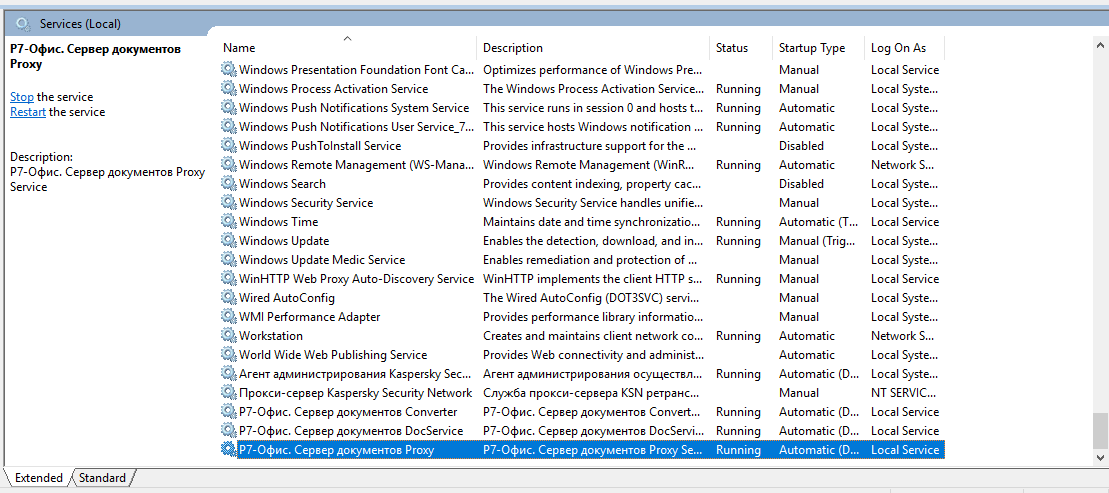 Services (Local)
Р7-Офис. Сервер документов
Proxy
Stop the service
Restart the service
Description:
Р7-Офис. Сервер документов Proxy
Service
Name Description Status Startup Type Log On As
Windows Presentation Foundation Font Ca... Optimizes performance of Windows Pre... Manual Local Service
Windows Process Activation Service The Windows Process Activation Service... Running Manual Local Syste...
Windows Push Notifications System Service This service runs in session 0 and hosts t... Running Automatic Local Syste...
Windows Push Notifications User Service_7... This service hosts Windows notification ... Running Automatic Local Syste...
Windows PushToInstall Service Provides infrastructure support for the ... Disabled Local Syste...
Windows Remote Management (WS-Mana... Windows Remote Management (WinR... Running Automatic Network S...
Windows Search Provides content indexing, property cac... Disabled Local Syste...
Windows Security Service Windows Security Service handles unifie... Manual Local Syste...
Windows Time Maintains date and time synchronizatio... Running Automatic (T... Local Service
Windows Update Enables the detection, download, and in... Running Manual (Trig... Local Syste...
Windows Update Medic Service Enables remediation and protection of ... Manual Local Syste...
WinHTTP Web Proxy Auto-Discovery Service WinHTTP implements the client HTTP s... Running Manual Local Service
Wired AutoConfig The Wired AutoConfig (DOT3SVC) servi... Manual Local Syste...
WMI Performance Adapter Provides performance library informatio... Manual Local Syste...
Workstation Creates and maintains client network co... Running Automatic Network S...
World Wide Web Publishing Service Provides Web connectivity and administ... Automatic Local Syste...
Агент администрирования Kaspersky Sec... Агент администрирования осуществл... Running Automatic (D... Local Syste...
Прокси-сервер Kaspersky Security Network Служба прокси-сервера KSN ретранс... Manual NT SERVIC...
Р7-Офис. Сервер документов Converter Р7-Офис. Сервер документов Convert... Running Automatic (D... Local Service
Р7-Офис. Сервер документов DocService Р7-Офис. Сервер документов DocServi... Running Automatic (D... Local Service
Р7-Офис. Сервер документов Proxy Р7-Офис. Сервер документов Proxy Se... Running Automatic (D... Local Service
Extended Standard